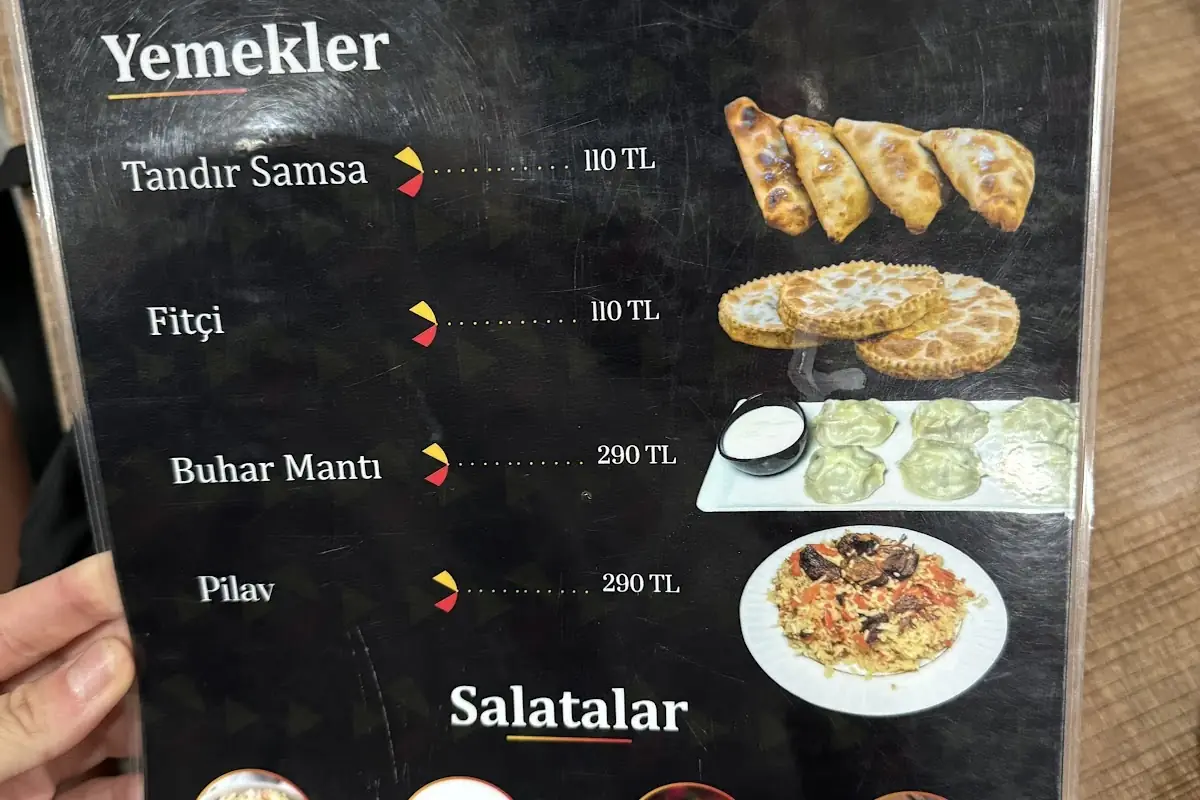 Yemekler
Tandır Samsa .......... 110 TL
Fitçi .......... 110 TL
Buhar Mantı .......... 290 TL
Pilav .......... 290 TL
Salatalar